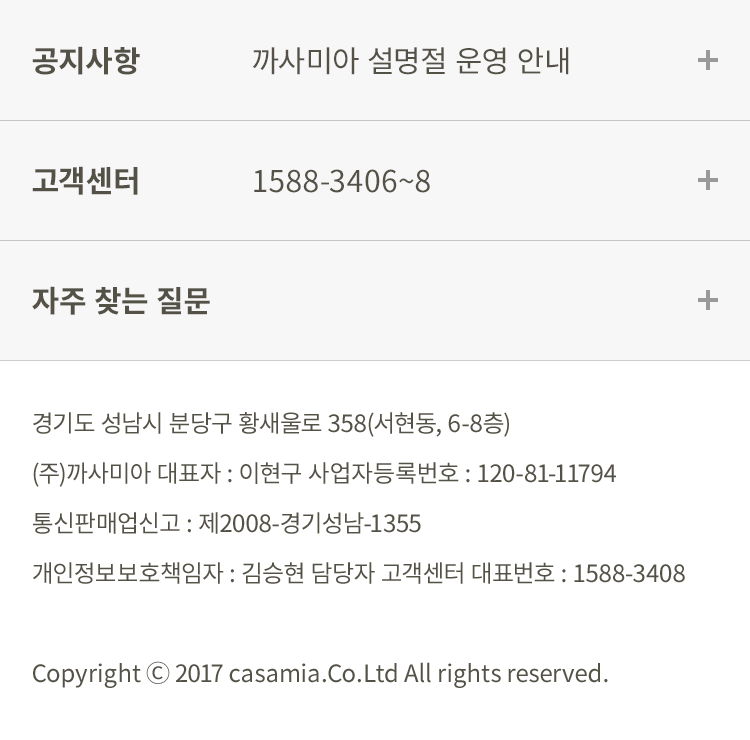 공지사항 까사미아 설명절 운영 안내
고객센터 1588-3406~8
자주 찾는 질문
경기도 성남시 분당구 황새울로 358(서현동, 6-8층)
(주)까사미아 대표자 : 이현구 사업자등록번호 : 120-81-11794
통신판매업신고 : 제2008-경기성남-1355
개인정보보호책임자 : 김승현 담당자 고객센터 대표번호 : 1588-3408
Copyright ⓒ 2017 casamia.Co.Ltd All rights reserved.